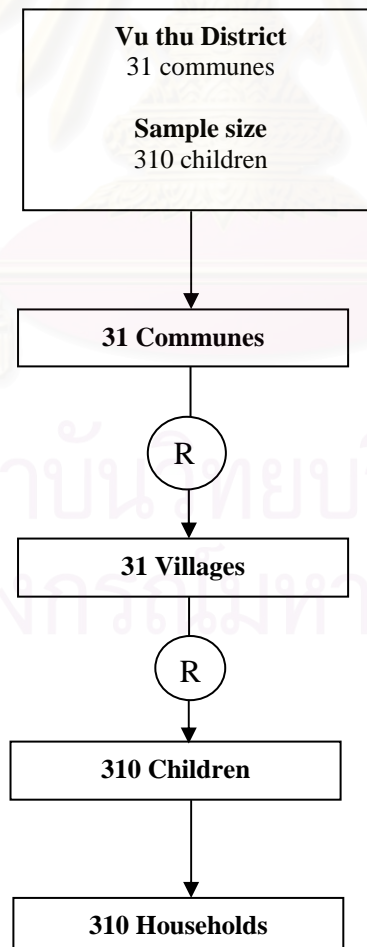 Vu thu District
31 communes
Sample size
310 children
31 Communes
R
31 Villages
R
310 Children
310 Households